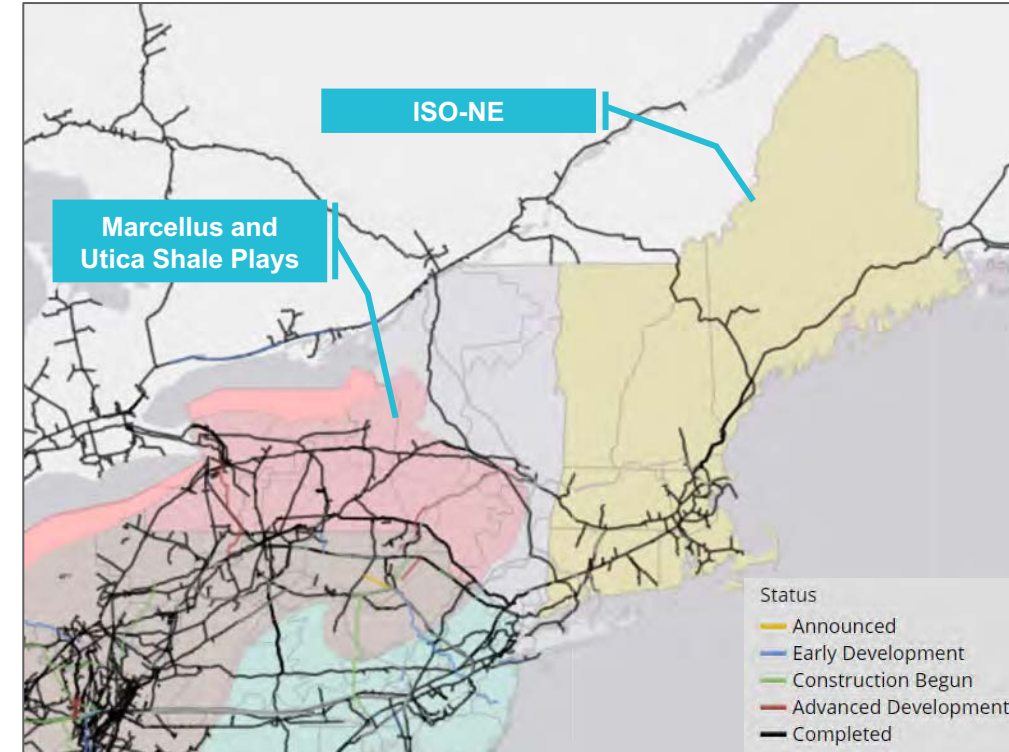 ISO-NE
Marcellus and
Utica Shale Plays
Status
Announced
Early Development
Construction Begun
Advanced Development
Completed